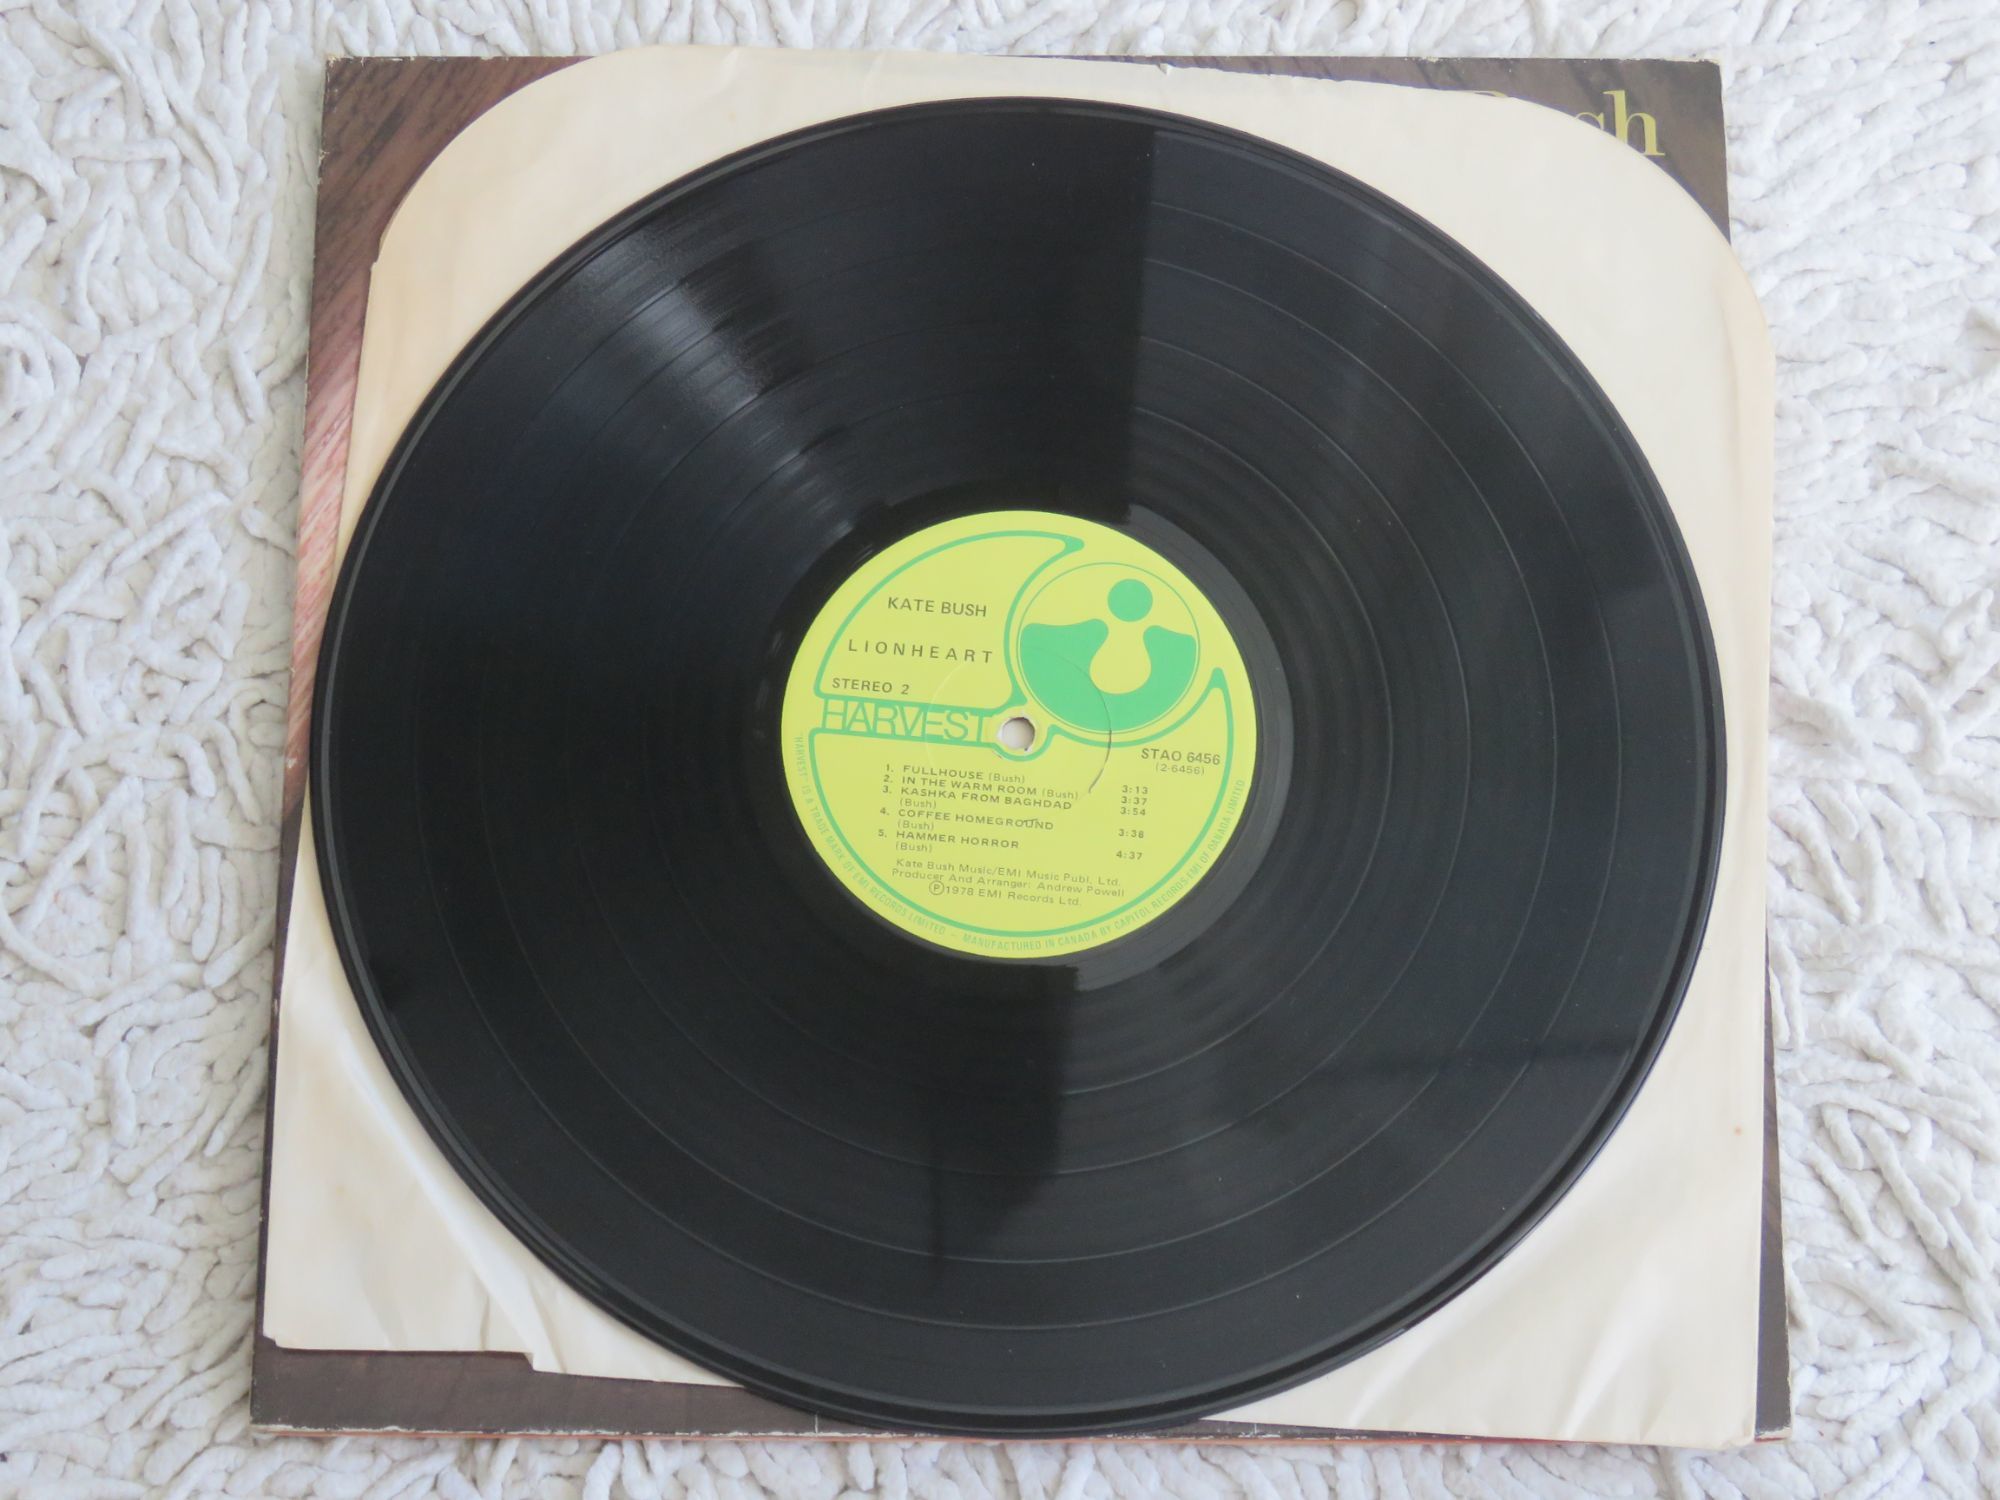 Bush
KATE BUSH
LIONHEART
STEREO 2
HARVEST
STAO 6456
(2-6456)
1. FULLHOUSE (Bush) 3:13
2. IN THE WARM ROOM (Bush) 3:37
3. KASHKA FROM BAGHDAD 3:54
(Bush)
4. COFFEE HOMEGROUND 3:38
(Bush)
5. HAMMER HORROR 4:37
(Bush)
Kate Bush Music/EMI Music Publ, Ltd.
Producer And Arranger: Andrew Powell
Ⓟ1978 EMI Records Ltd.
"HARVEST" IS A TRADE MARK OF EMI RECORDS LIMITED - MANUFACTURED IN CANADA BY CAPITOL RECORDS-EMI OF CANADA LIMITED